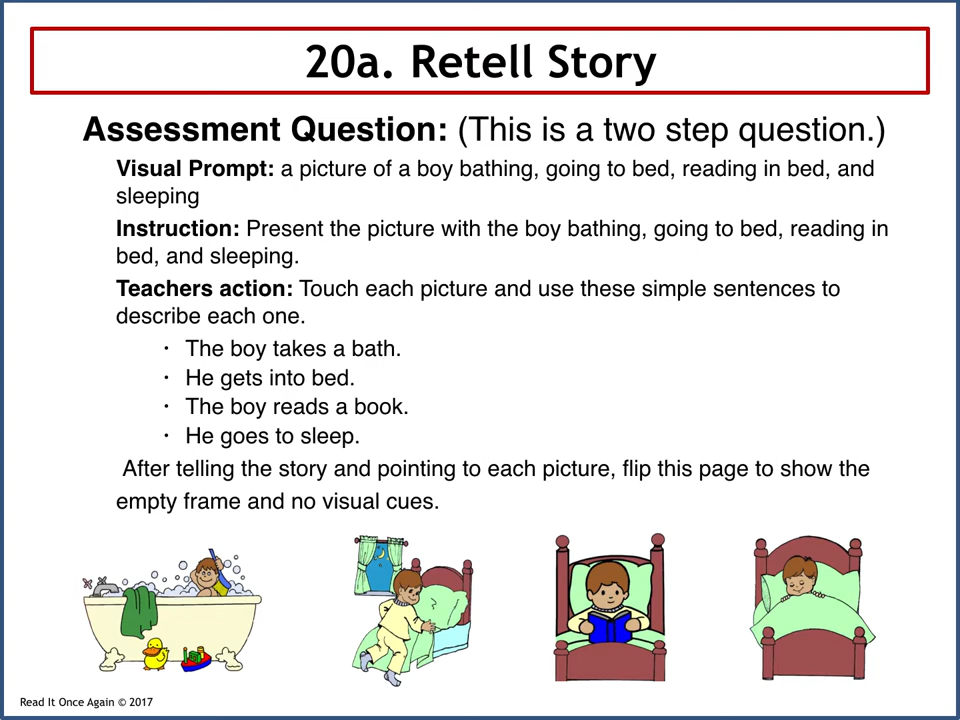 20a. Retell Story
Assessment Question: (This is a two step question.)
Visual Prompt: a picture of a boy bathing, going to bed, reading in bed, and
sleeping
Instruction: Present the picture with the boy bathing, going to bed, reading in
bed, and sleeping.
Teachers action: Touch each picture and use these simple sentences to
describe each one.
• The boy takes a bath.
• He gets into bed.
• The boy reads a book.
• He goes to sleep.
After telling the story and pointing to each picture, flip this page to show the
empty frame and no visual cues.
Read It Once Again © 2017